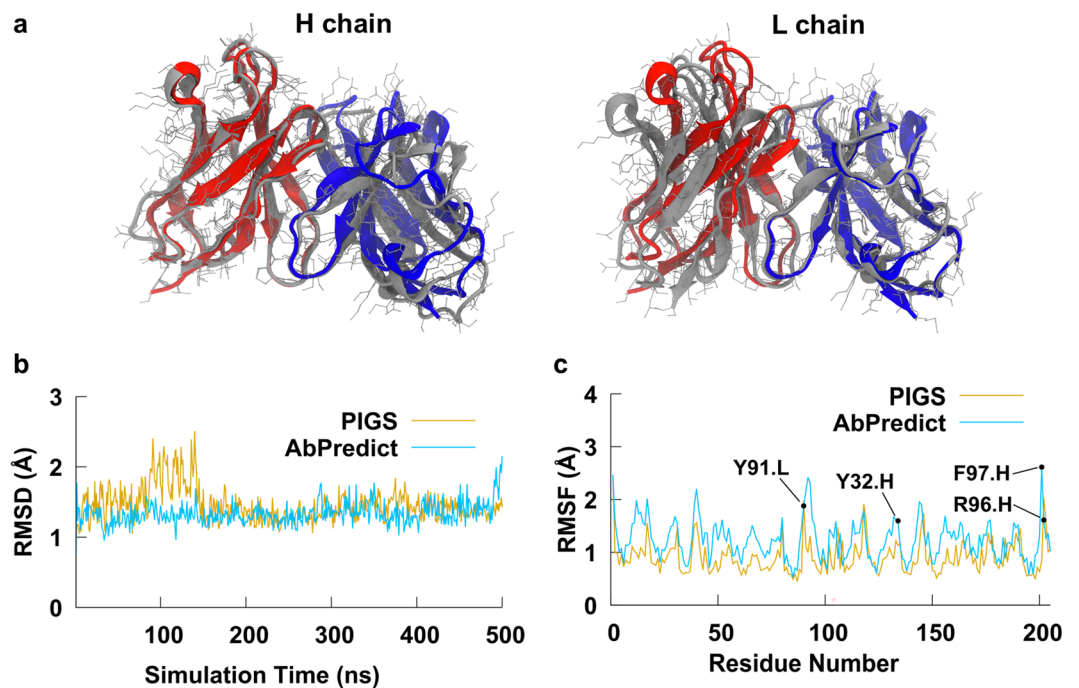 a
H chain
L chain
b
3
2
1
0
RMSD (Å)
PIGS
AbPredict
100
200
300
400
500
Simulation Time (ns)
c
4
3
2
1
0
RMSF (Å)
PIGS
AbPredict
Y91.L
Y32.H
F97.H
R96.H
0
50
100
150
200
Residue Number